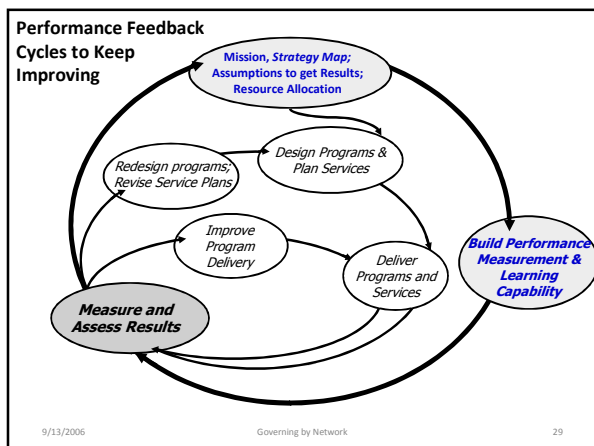 Performance Feedback
Cycles to Keep
Improving
Mission, Strategy Map;
Assumptions to get Results;
Resource Allocation
Design Programs &
Plan Services
Redesign programs;
Revise Service Plans
Improve
Program
Delivery
Deliver
Programs and
Services
Build Performance
Measurement &
Learning
Capability
Measure and
Assess Results
9/13/2006
Governing by Network
29